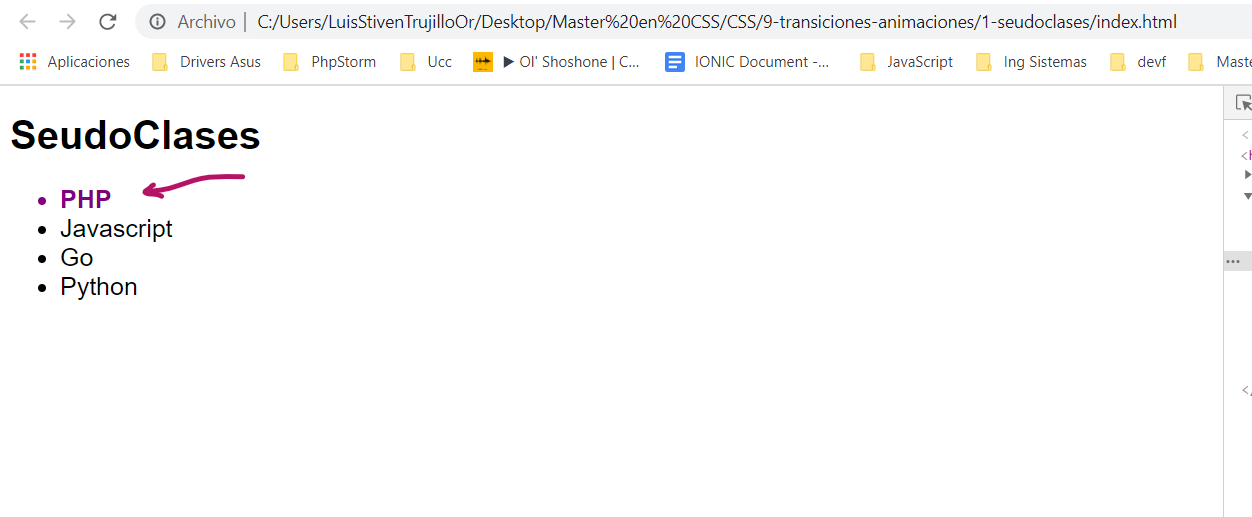 Archivo | C:/Users/LuisStivenTrujilloOr/Desktop/Master%20en%20CSS/CSS/9-transiciones-animaciones/1-seudoclases/index.html
Aplicaciones Drivers Asus PhpStorm Ucc ▶ Ol' Shoshone | C... IONIC Document -... JavaScript Ing Sistemas devf Maste
SeudoClases
• PHP
• Javascript
• Go
• Python